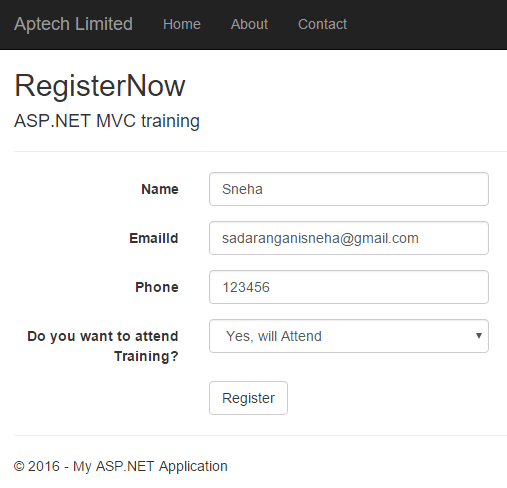 Aptech Limited Home About Contact
RegisterNow
ASP.NET MVC training
Name Sneha
EmailId sadaranganisneha@gmail.com
Phone 123456
Do you want to attend Yes, will Attend
Training?
Register
© 2016 - My ASP.NET Application